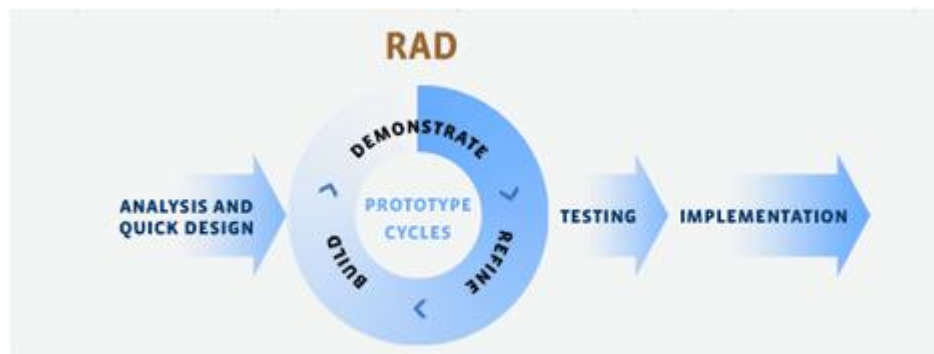 RAD
ANALYSIS AND
QUICK DESIGN
DEMONSTRATE
REFINE
BUILD
PROTOTYPE
CYCLES
TESTING
IMPLEMENTATION